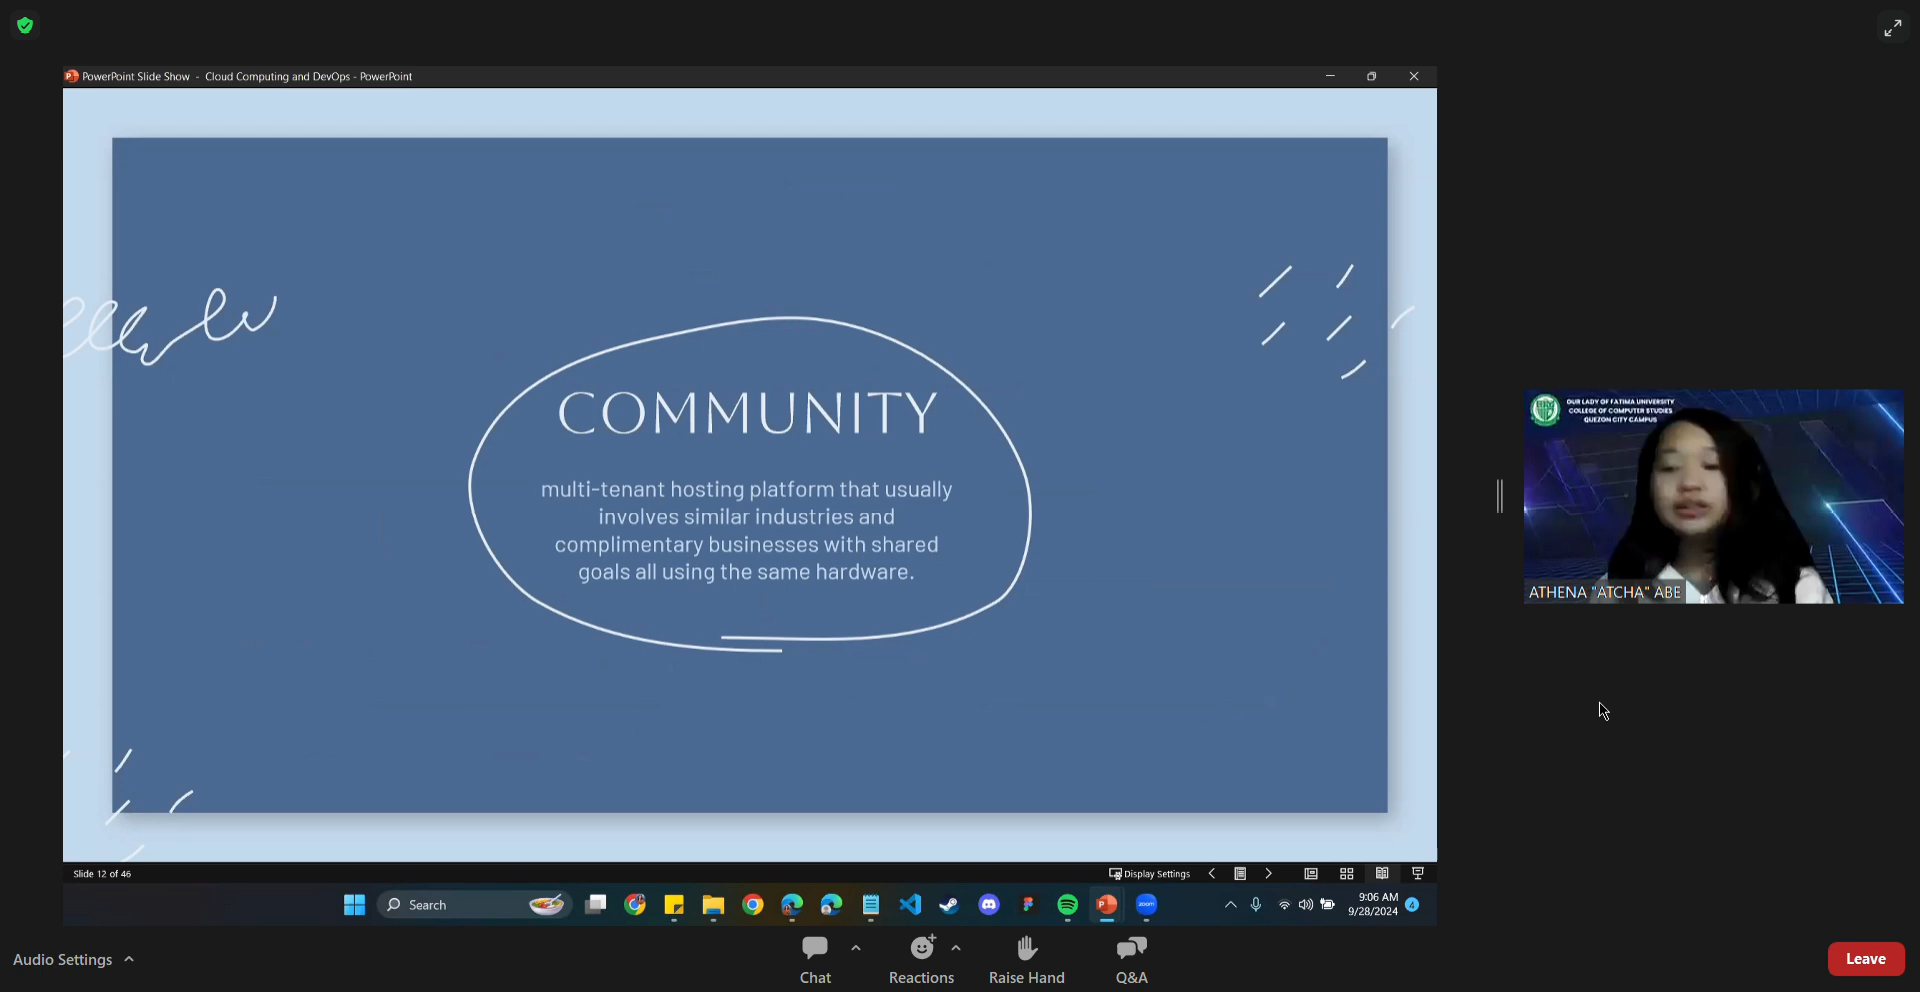 PowerPoint Slide Show - Cloud Computing and DevOps - PowerPoint
COMMUNITY
multi-tenant hosting platform that usually
involves similar industries and
complimentary businesses with shared
goals all using the same hardware.
OUR LADY OF FATIMA UNIVERSITY
COLLEGE OF COMPUTER STUDIES
QUEZON CITY CAMPUS
ATHENA "ATCHA" ABE
Slide 12 of 46
Display Settings
Search
zoom
9:06 AM
9/28/2024
4
Audio Settings
Chat
Reactions
Raise Hand
Q&A
Leave